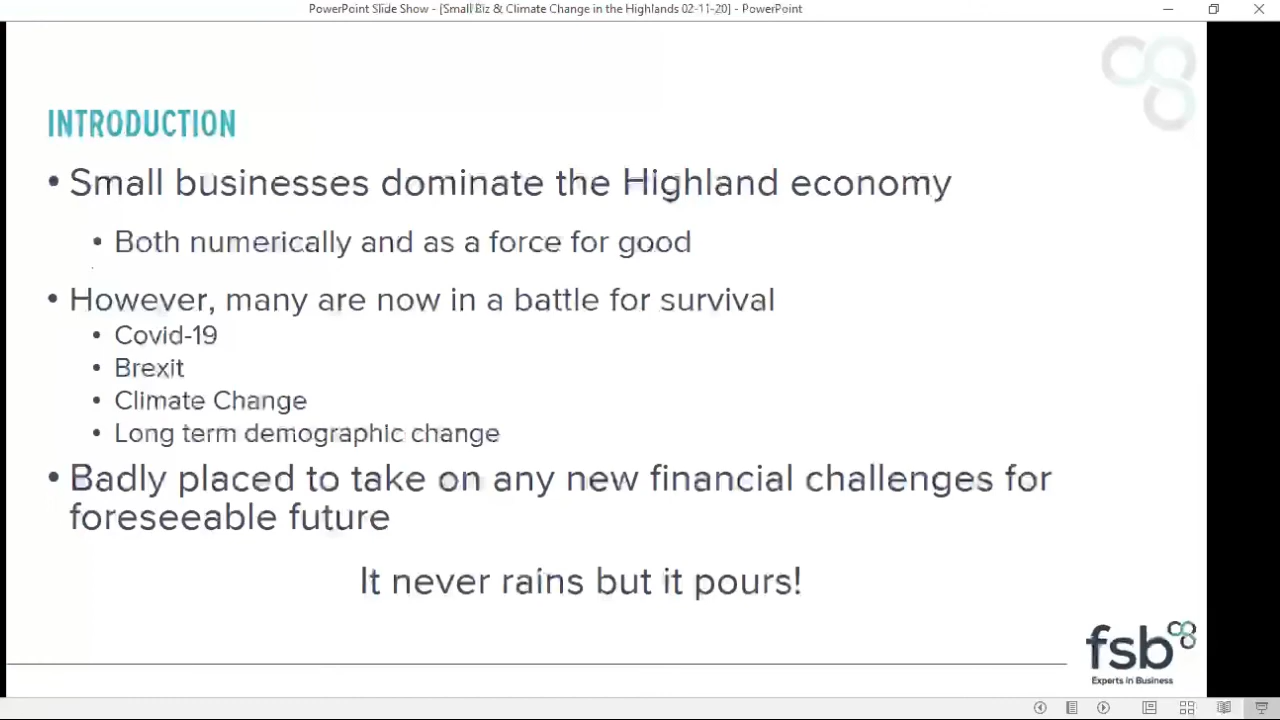 PowerPoint Slide Show - [Small Biz & Climate Change in the Highlands 02-11-20] - PowerPoint
INTRODUCTION
• Small businesses dominate the Highland economy
• Both numerically and as a force for good
• However, many are now in a battle for survival
• Covid-19
• Brexit
• Climate Change
• Long term demographic change
• Badly placed to take on any new financial challenges for
foreseeable future
It never rains but it pours!
fsb
Experts in Business